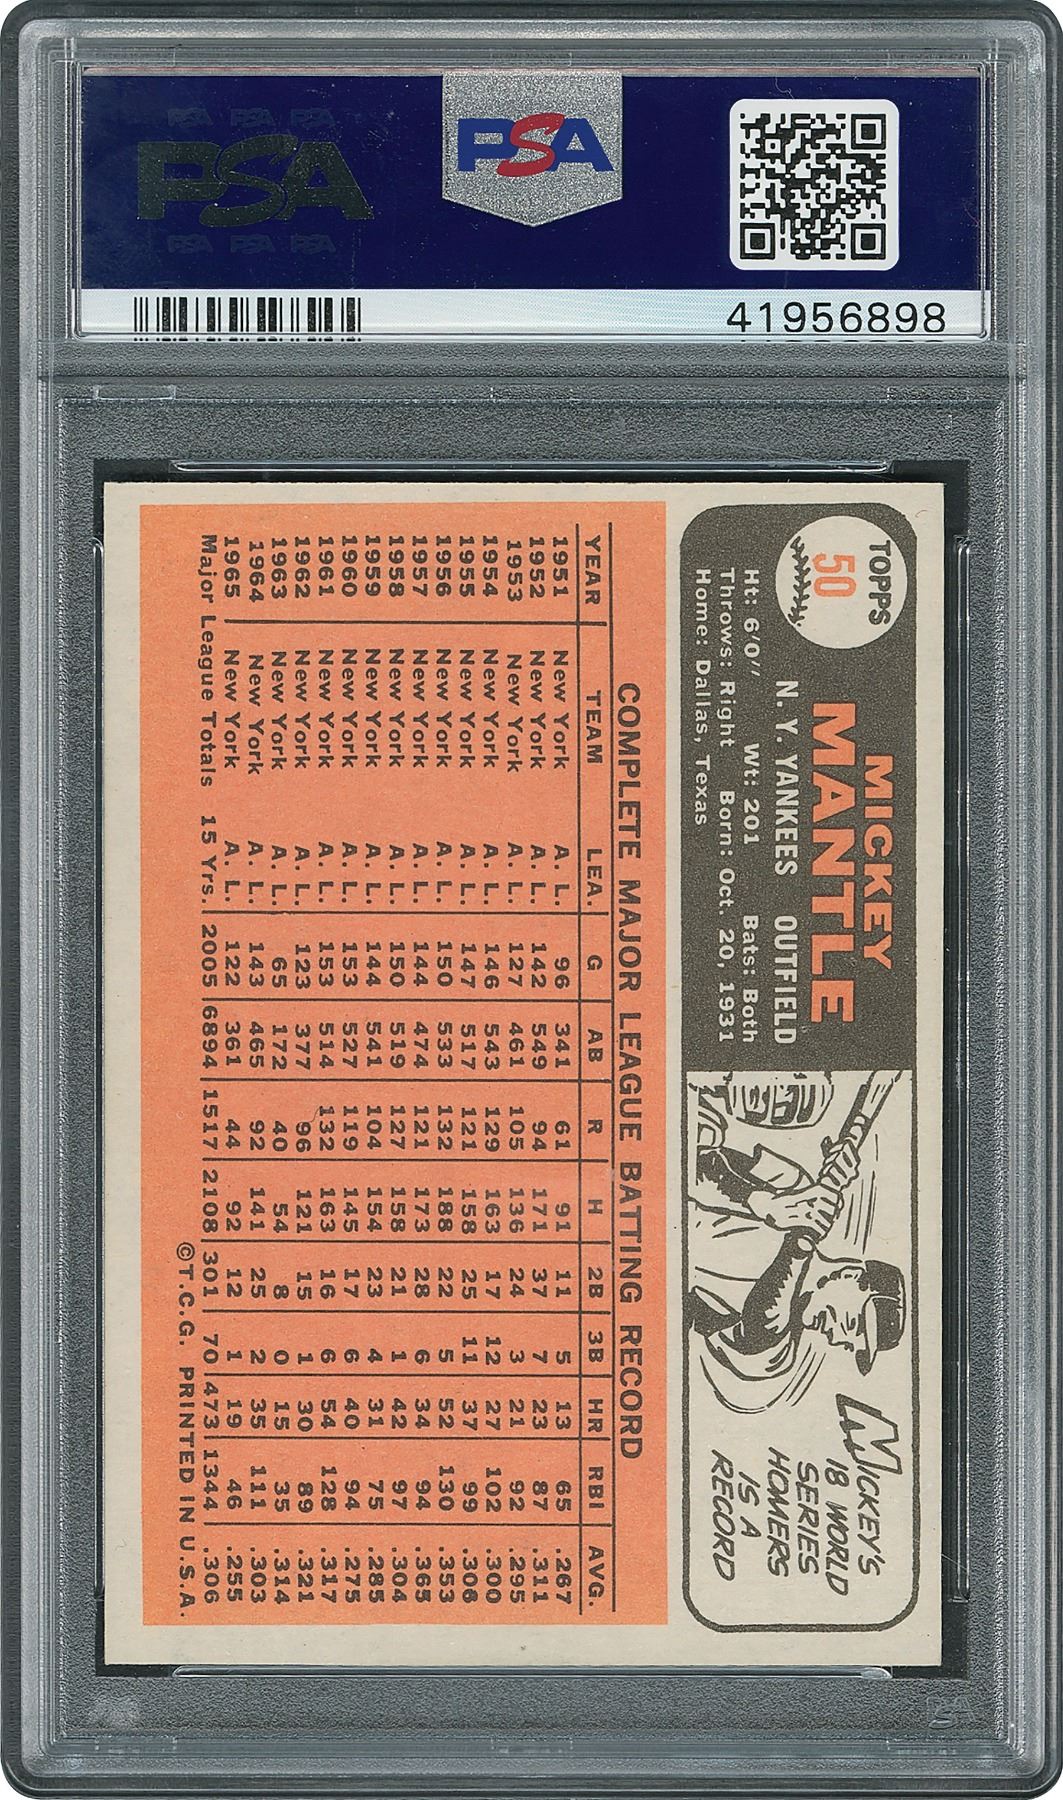 PSA PSA PSA
PSA
PSA PSA PSA
PSA
41956898
TOPPS
50
MICKEY
MANTLE
N. Y. YANKEES OUTFIELD
Ht: 6'0'' Wt: 201 Bats: Both
Throws: Right Born: Oct. 20, 1931
Home: Dallas, Texas
MICKEY'S
18 WORLD
SERIES
HOMERS
IS A
RECORD
COMPLETE MAJOR LEAGUE BATTING RECORD
YEAR TEAM LEA. G AB R H 2B 3B HR RBI AVG.
1951 New York A. L. 96 341 61 91 11 5 13 65 .267
1952 New York A. L. 142 549 94 171 37 7 23 87 .311
1953 New York A. L. 127 461 105 136 24 3 21 92 .295
1954 New York A. L. 146 543 129 163 17 12 27 102 .300
1955 New York A. L. 147 517 121 158 25 11 37 99 .308
1956 New York A. L. 150 533 132 188 22 5 52 130 .353
1957 New York A. L. 144 474 121 173 28 6 34 94 .365
1958 New York A. L. 150 519 127 158 21 1 42 97 .304
1959 New York A. L. 144 541 104 154 23 4 31 75 .285
1960 New York A. L. 153 527 119 145 17 6 40 94 .275
1961 New York A. L. 153 514 132 163 16 6 54 128 .317
1962 New York A. L. 123 377 96 121 15 1 30 89 .321
1963 New York A. L. 65 172 40 54 8 0 15 35 .314
1964 New York A. L. 143 465 92 141 25 2 35 111 .303
1965 New York A. L. 122 361 44 92 12 1 19 46 .255
Major League Totals 15 Yrs. 2005 6894 1517 2108 301 70 473 1344 .306
©T.C.G. PRINTED IN U.S.A.
PSA